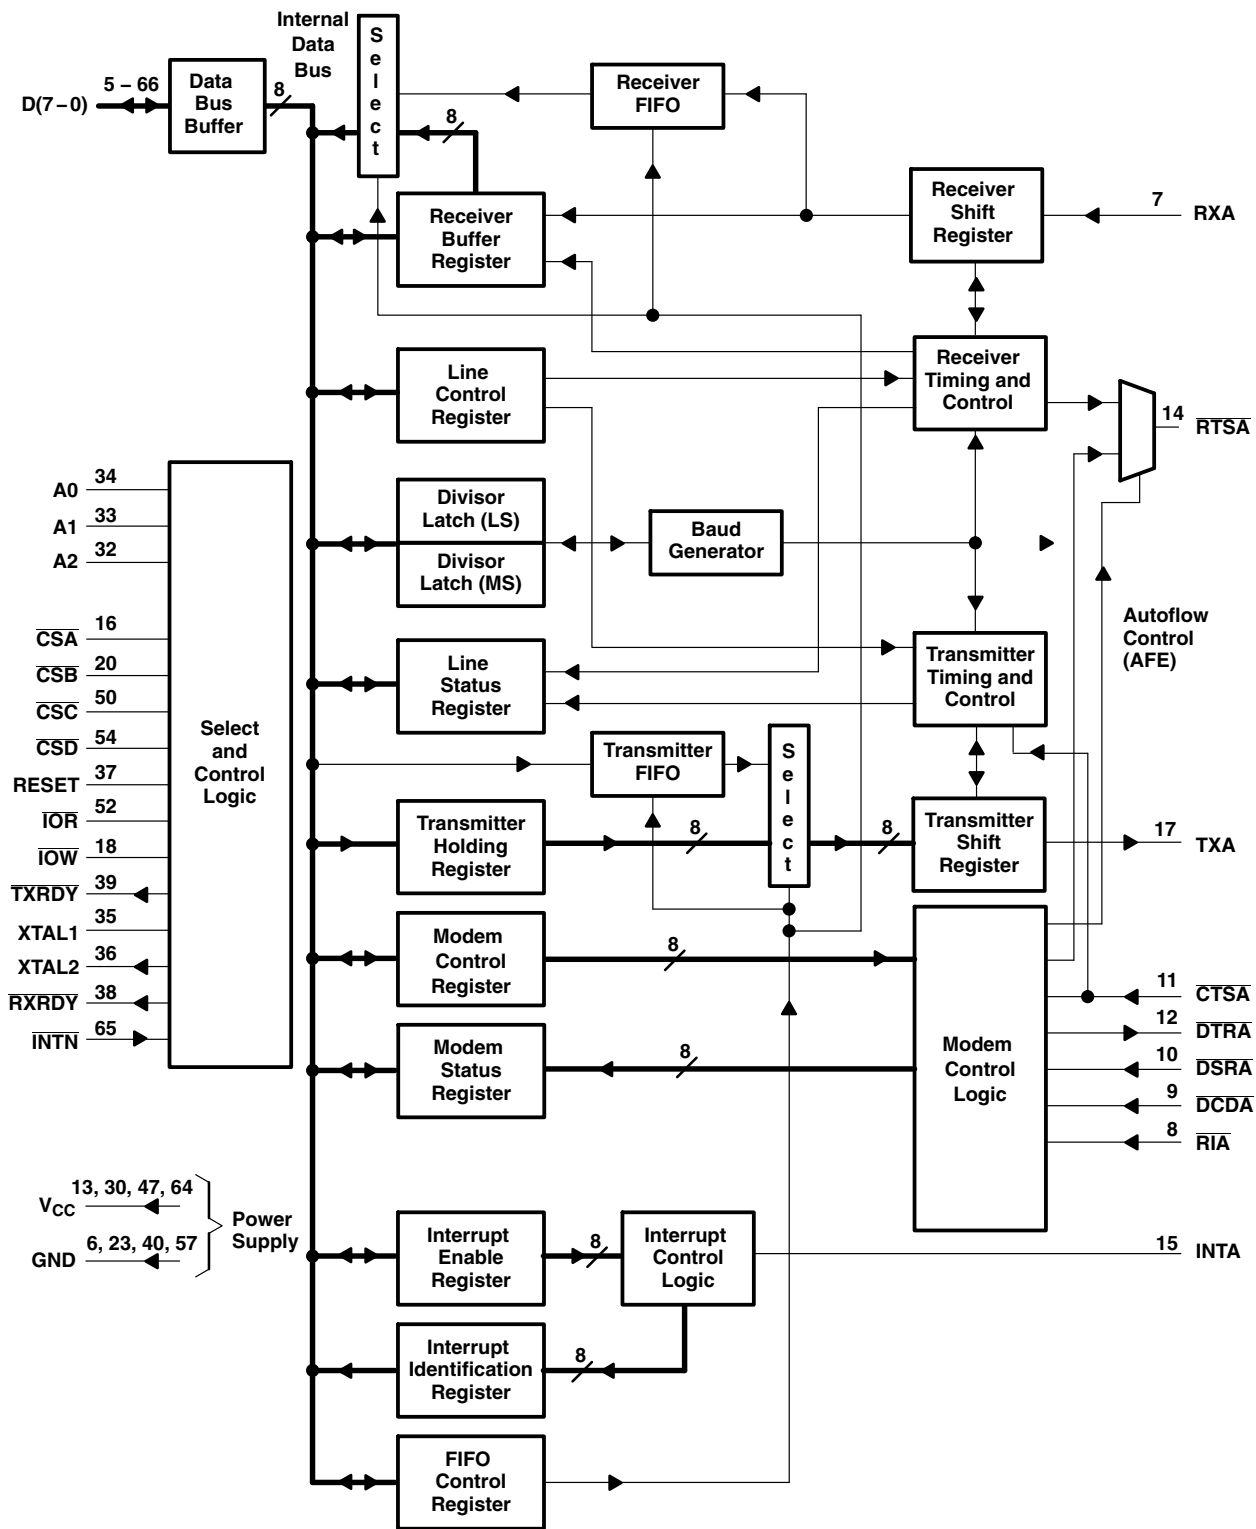 Internal
Data
Bus
S
e
l
e
c
t
D(7–0)
5 – 66
Data
Bus
Buffer
8
8
Receiver
FIFO
Receiver
Buffer
Register
Receiver
Shift
Register
7
RXA
Line
Control
Register
Receiver
Timing and
Control
14
RTSA
Divisor
Latch (LS)
Divisor
Latch (MS)
Baud
Generator
Autoflow
Control
(AFE)
Line
Status
Register
Transmitter
Timing and
Control
Transmitter
FIFO
S
e
l
e
c
t
Transmitter
Holding
Register
8
8
Transmitter
Shift
Register
17
TXA
Modem
Control
Register
8
Modem
Status
Register
8
Modem
Control
Logic
11
CTSA
12
DTRA
10
DSRA
9
DCDA
8
RIA
A0
34
A1
33
A2
32
CSA
16
CSB
20
CSC
50
CSD
54
RESET
37
IOR
52
IOW
18
TXRDY
39
XTAL1
35
XTAL2
36
RXRDY
38
INTN
65
Select
and
Control
Logic
VCC
13, 30, 47, 64
GND
6, 23, 40, 57
Power
Supply
Interrupt
Enable
Register
8
Interrupt
Control
Logic
15
INTA
Interrupt
Identification
Register
8
FIFO
Control
Register